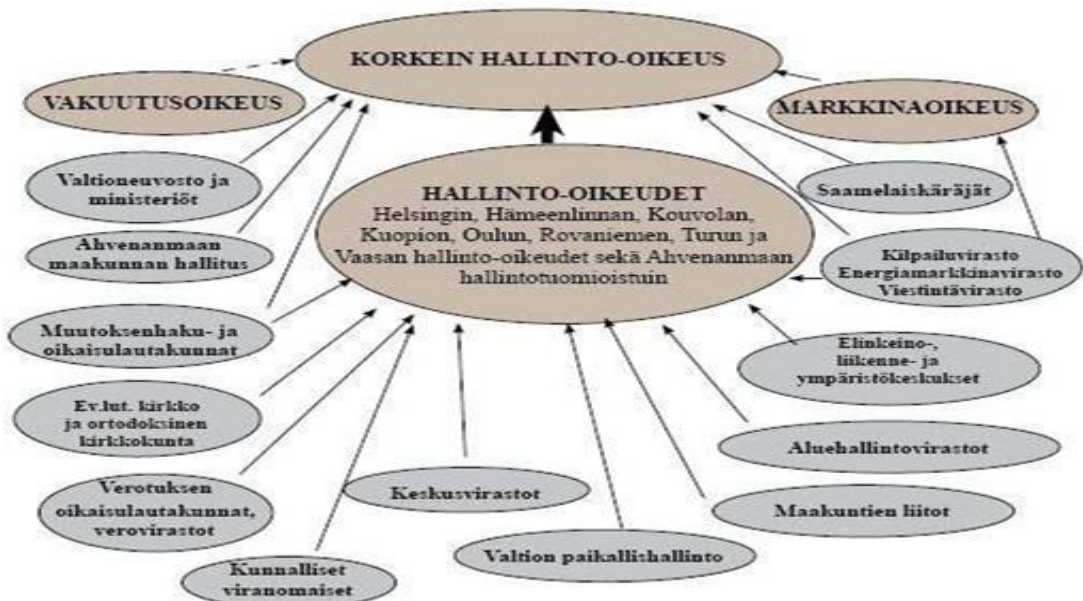 KORKEIN HALLINTO-OIKEUS
VAKUUTUSOIKEUS
MARKKINAOIKEUS
Valtioneuvosto ja
ministeriöt
HALLINTO-OIKEUDET
Helsingin, Hämeenlinnan, Kouvolan,
Kuopion, Oulun, Rovaniemen, Turun ja
Vaasan hallinto-oikeudet sekä Ahvenanmaan
hallintotuomioistuin
Saamelaiskäräjät
Ahvenanmaan
maakunnan hallitus
Kilpailuvirasto
Energiamarkkinavirasto
Viestintävirasto
Muutoksenhaku- ja
oikaisulautakunnat
Elinkeino-,
liikenne- ja
ympäristökeskukset
Ev.lut. kirkko
ja ortodoksinen
kirkkokunta
Aluehallintovirastot
Verotuksen
oikaisulautakunnat,
verovirastot
Keskusvirastot
Maakuntien liitot
Valtion paikallishallinto
Kunnalliset
viranomaiset